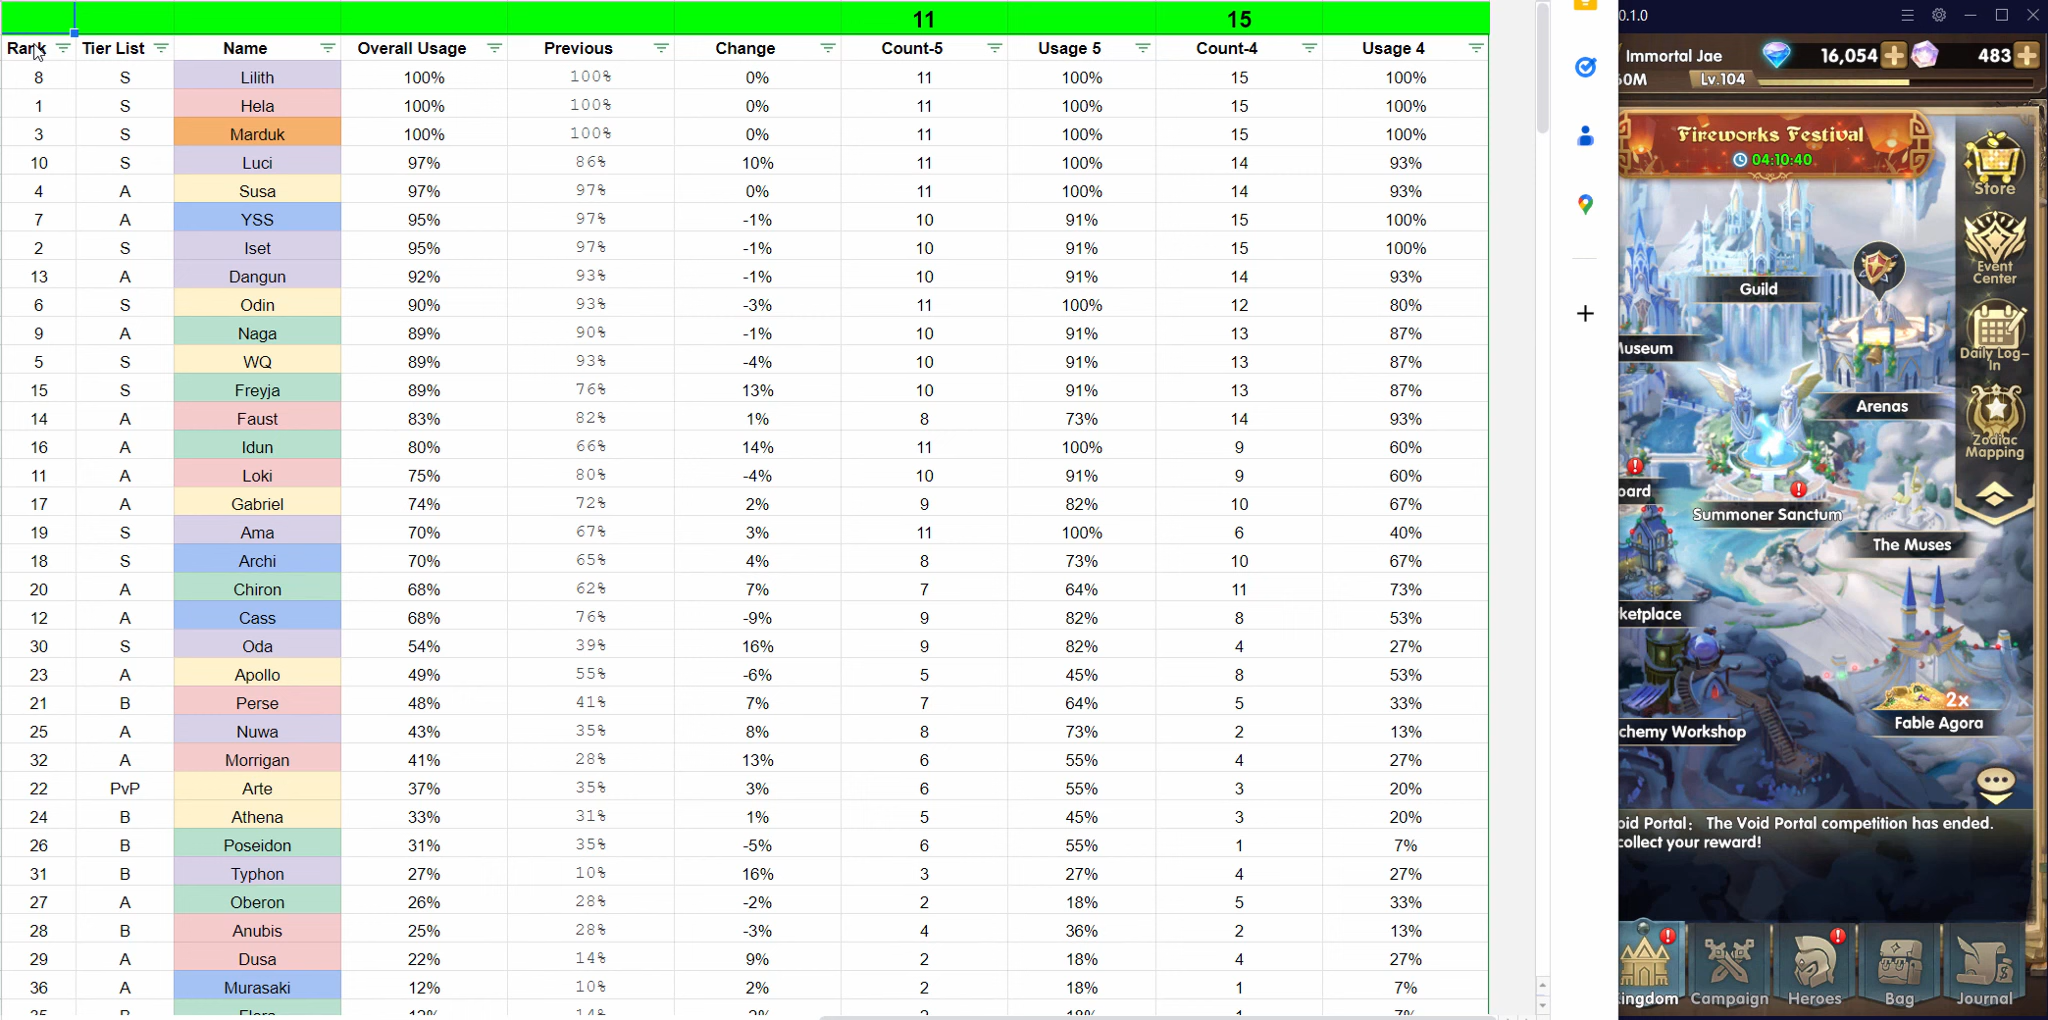 11 15
Rank Tier List Name Overall Usage Previous Change Count-5 Usage 5 Count-4 Usage 4
8 S Lilith 100% 100% 0% 11 100% 15 100%
1 S Hela 100% 100% 0% 11 100% 15 100%
3 S Marduk 100% 100% 0% 11 100% 15 100%
10 S Luci 97% 86% 10% 11 100% 14 93%
4 A Susa 97% 97% 0% 11 100% 14 93%
7 A YSS 95% 97% -1% 10 91% 15 100%
2 S Iset 95% 97% -1% 10 91% 15 100%
13 A Dangun 92% 93% -1% 10 91% 14 93%
6 S Odin 90% 93% -3% 11 100% 12 80%
9 A Naga 89% 90% -1% 10 91% 13 87%
5 S WQ 89% 93% -4% 10 91% 13 87%
15 S Freyja 89% 76% 13% 10 91% 13 87%
14 A Faust 83% 82% 1% 8 73% 14 93%
16 A Idun 80% 66% 14% 11 100% 9 60%
11 A Loki 75% 80% -4% 10 91% 9 60%
17 A Gabriel 74% 72% 2% 9 82% 10 67%
19 S Ama 70% 67% 3% 11 100% 6 40%
18 S Archi 70% 65% 4% 8 73% 10 67%
20 A Chiron 68% 62% 7% 7 64% 11 73%
12 A Cass 68% 76% -9% 9 82% 8 53%
30 S Oda 54% 39% 16% 9 82% 4 27%
23 A Apollo 49% 55% -6% 5 45% 8 53%
21 B Perse 48% 41% 7% 7 64% 5 33%
25 A Nuwa 43% 35% 8% 8 73% 2 13%
32 A Morrigan 41% 28% 13% 6 55% 4 27%
22 PvP Arte 37% 35% 3% 6 55% 3 20%
24 B Athena 33% 31% 1% 5 45% 3 20%
26 B Poseidon 31% 35% -5% 6 55% 1 7%
31 B Typhon 27% 10% 16% 3 27% 4 27%
27 A Oberon 26% 28% -2% 2 18% 5 33%
28 B Anubis 25% 28% -3% 4 36% 2 13%
29 A Dusa 22% 14% 9% 2 18% 4 27%
36 A Murasaki 12% 10% 2% 2 18% 1 7%
0.1.0
Immortal Jae 16,054 483
60M Lv.104
Fireworks Festival
04:10:40
Store
Event
Center
Guild
Daily Log-
In
Museum
Arenas
Zodiac
Mapping
oard
Summoner Sanctum
The Muses
ketplace
2x
Fable Agora
chemy Workshop
oid Portal: The Void Portal competition has ended.
collect your reward!
ingdom Campaign Heroes Bag Journal